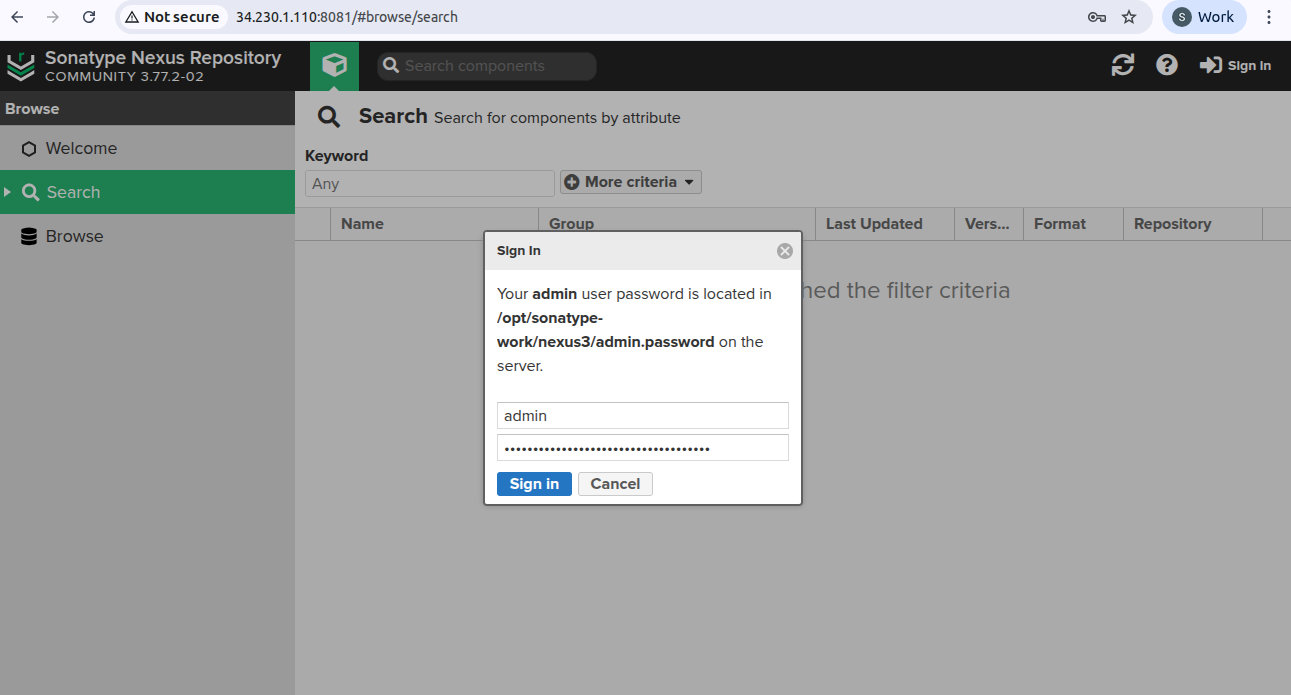 Not secure 34.230.1.110:8081/#browse/search S Work
Sonatype Nexus Repository
COMMUNITY 3.77.2-02
Search components
Sign In
Browse
Welcome
Search
Browse
Search Search for components by attribute
Keyword
Any
More criteria
Name Group Last Updated Vers... Format Repository
the filter criteria
Sign In
Your admin user password is located in
/opt/sonatype-
work/nexus3/admin.password on the
server.
admin
Sign in Cancel